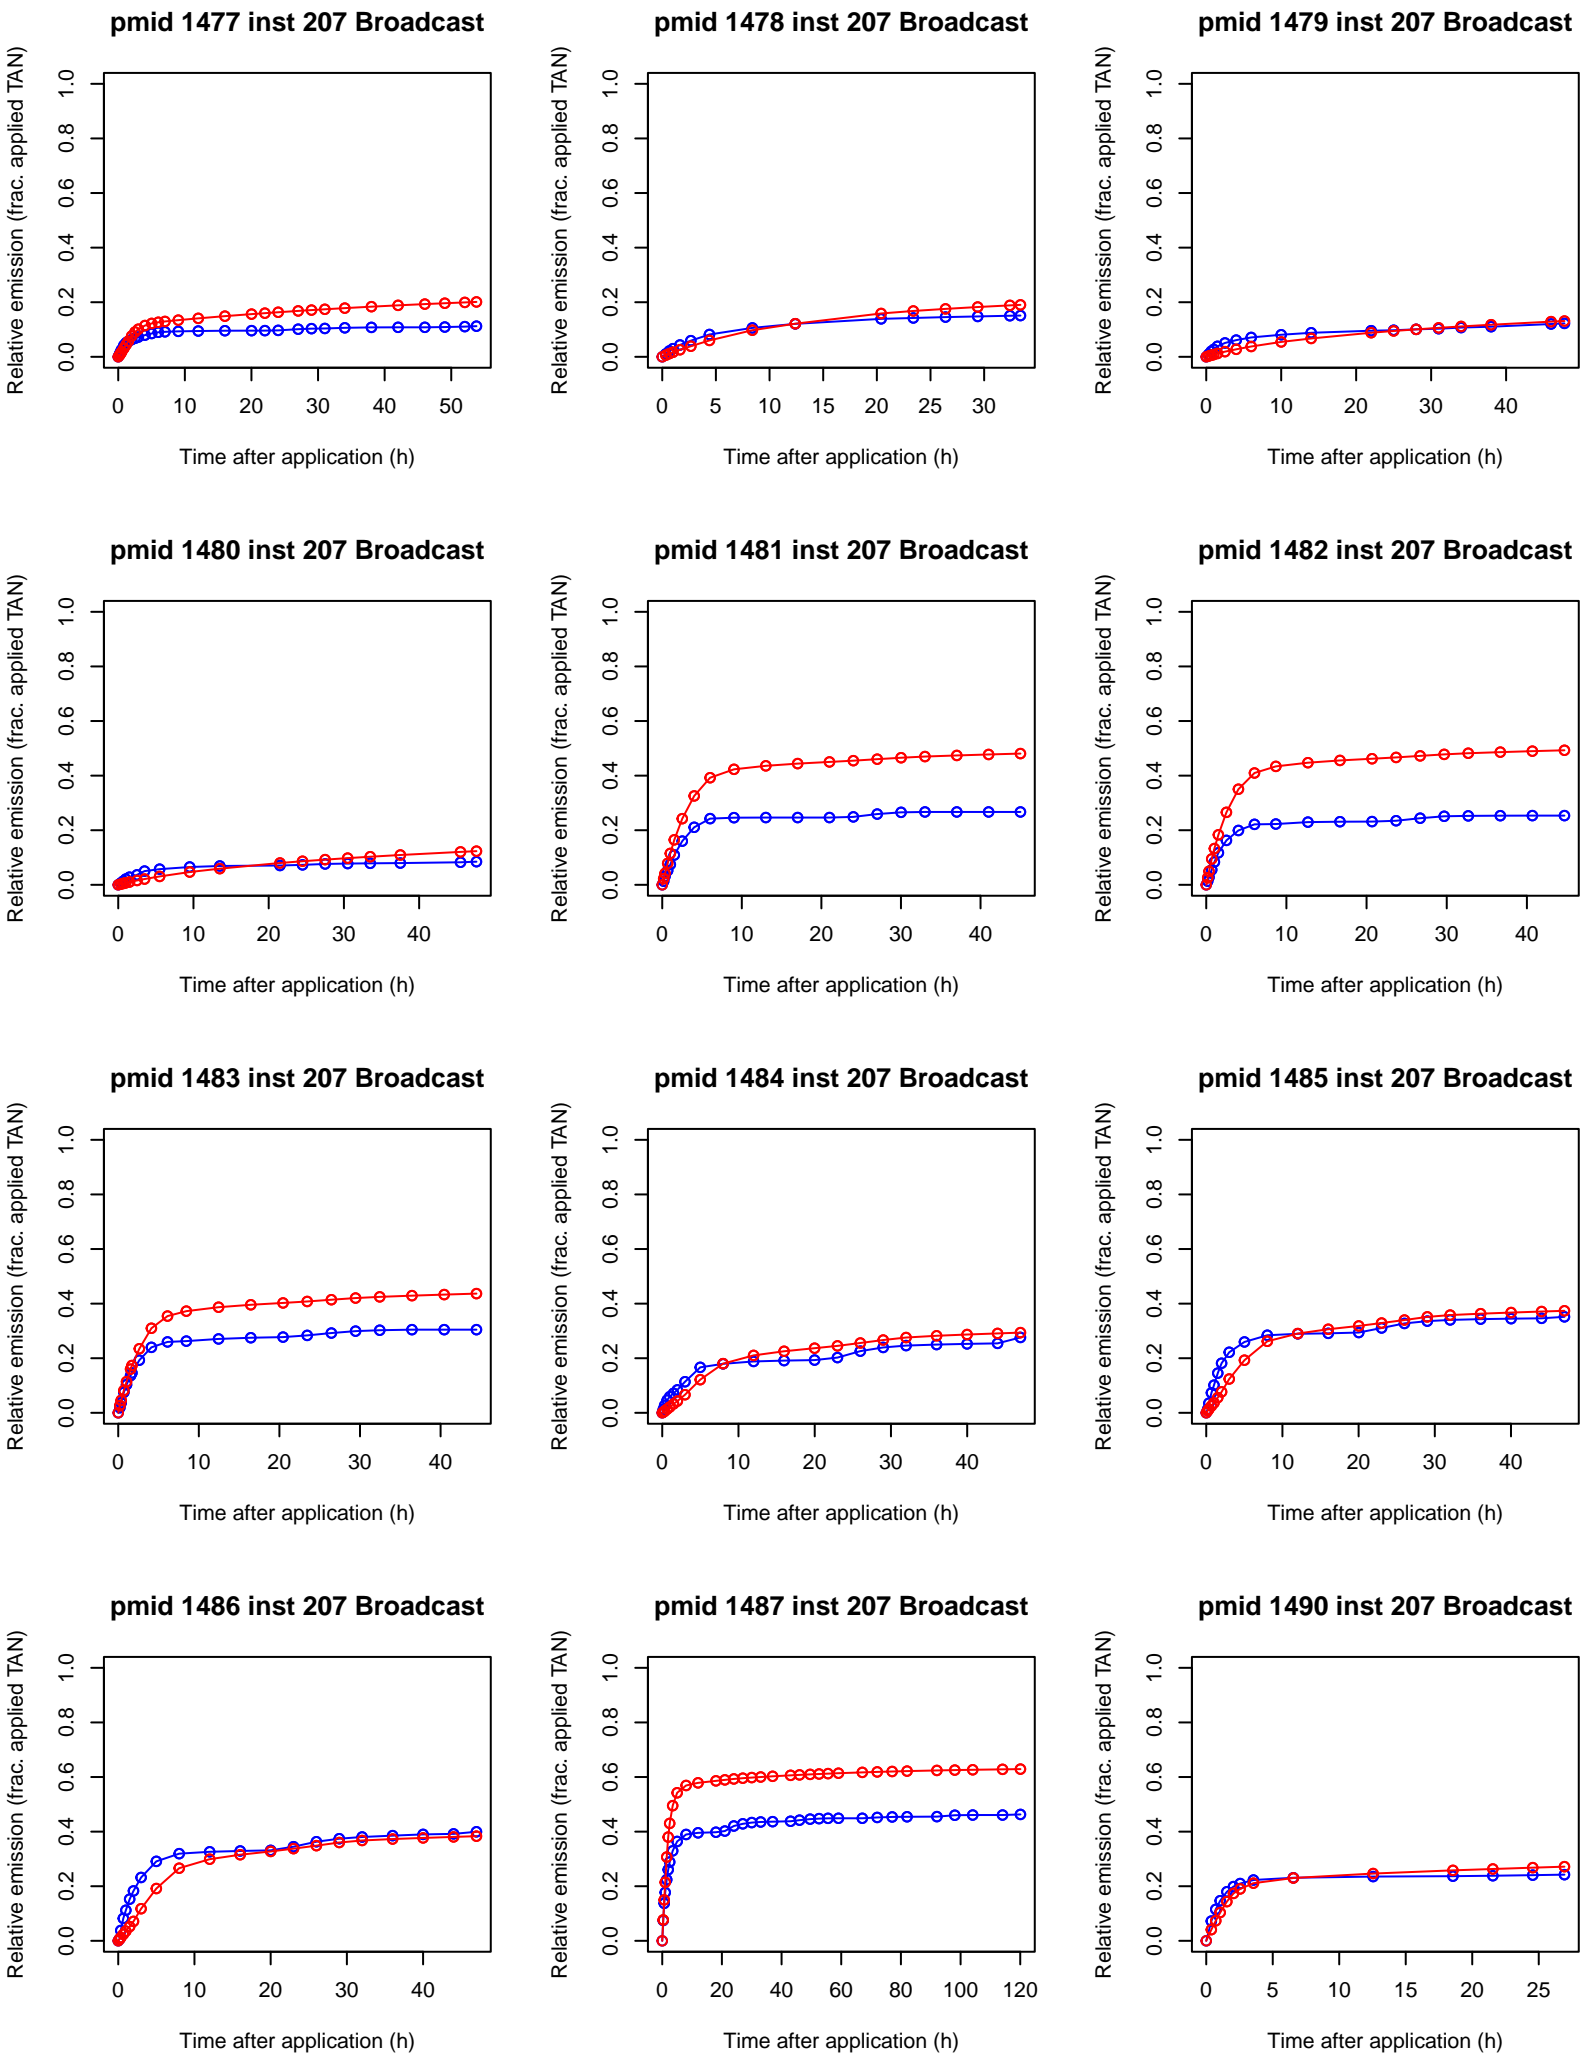 pmid 1477 inst 207 Broadcast
Relative emission (frac. applied TAN)
0.0 0.2 0.4 0.6 0.8 1.0
0 10 20 30 40 50
Time after application (h)
pmid 1478 inst 207 Broadcast
Relative emission (frac. applied TAN)
0.0 0.2 0.4 0.6 0.8 1.0
0 5 10 15 20 25 30
Time after application (h)
pmid 1479 inst 207 Broadcast
Relative emission (frac. applied TAN)
0.0 0.2 0.4 0.6 0.8 1.0
0 10 20 30 40
Time after application (h)
pmid 1480 inst 207 Broadcast
Relative emission (frac. applied TAN)
0.0 0.2 0.4 0.6 0.8 1.0
0 10 20 30 40
Time after application (h)
pmid 1481 inst 207 Broadcast
Relative emission (frac. applied TAN)
0.0 0.2 0.4 0.6 0.8 1.0
0 10 20 30 40
Time after application (h)
pmid 1482 inst 207 Broadcast
Relative emission (frac. applied TAN)
0.0 0.2 0.4 0.6 0.8 1.0
0 10 20 30 40
Time after application (h)
pmid 1483 inst 207 Broadcast
Relative emission (frac. applied TAN)
0.0 0.2 0.4 0.6 0.8 1.0
0 10 20 30 40
Time after application (h)
pmid 1484 inst 207 Broadcast
Relative emission (frac. applied TAN)
0.0 0.2 0.4 0.6 0.8 1.0
0 10 20 30 40
Time after application (h)
pmid 1485 inst 207 Broadcast
Relative emission (frac. applied TAN)
0.0 0.2 0.4 0.6 0.8 1.0
0 10 20 30 40
Time after application (h)
pmid 1486 inst 207 Broadcast
Relative emission (frac. applied TAN)
0.0 0.2 0.4 0.6 0.8 1.0
0 10 20 30 40
Time after application (h)
pmid 1487 inst 207 Broadcast
Relative emission (frac. applied TAN)
0.0 0.2 0.4 0.6 0.8 1.0
0 20 40 60 80 100 120
Time after application (h)
pmid 1490 inst 207 Broadcast
Relative emission (frac. applied TAN)
0.0 0.2 0.4 0.6 0.8 1.0
0 5 10 15 20 25
Time after application (h)